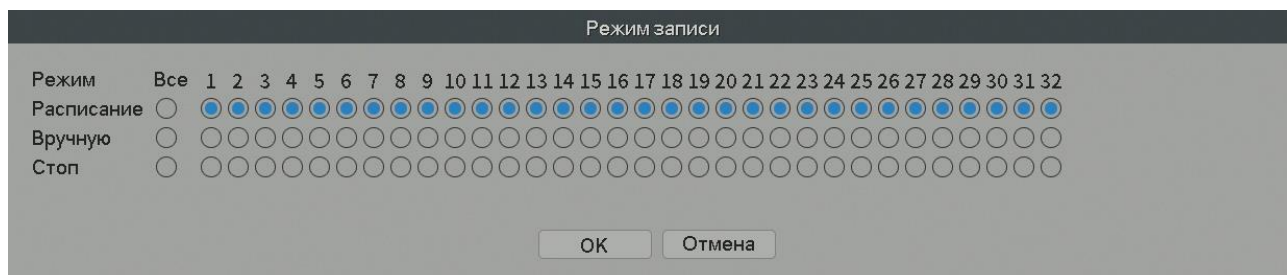 Режим записи
Режим Все 1 2 3 4 5 6 7 8 9 10 11 12 13 14 15 16 17 18 19 20 21 22 23 24 25 26 27 28 29 30 31 32
Расписание
Вручную
Стоп
OK Отмена